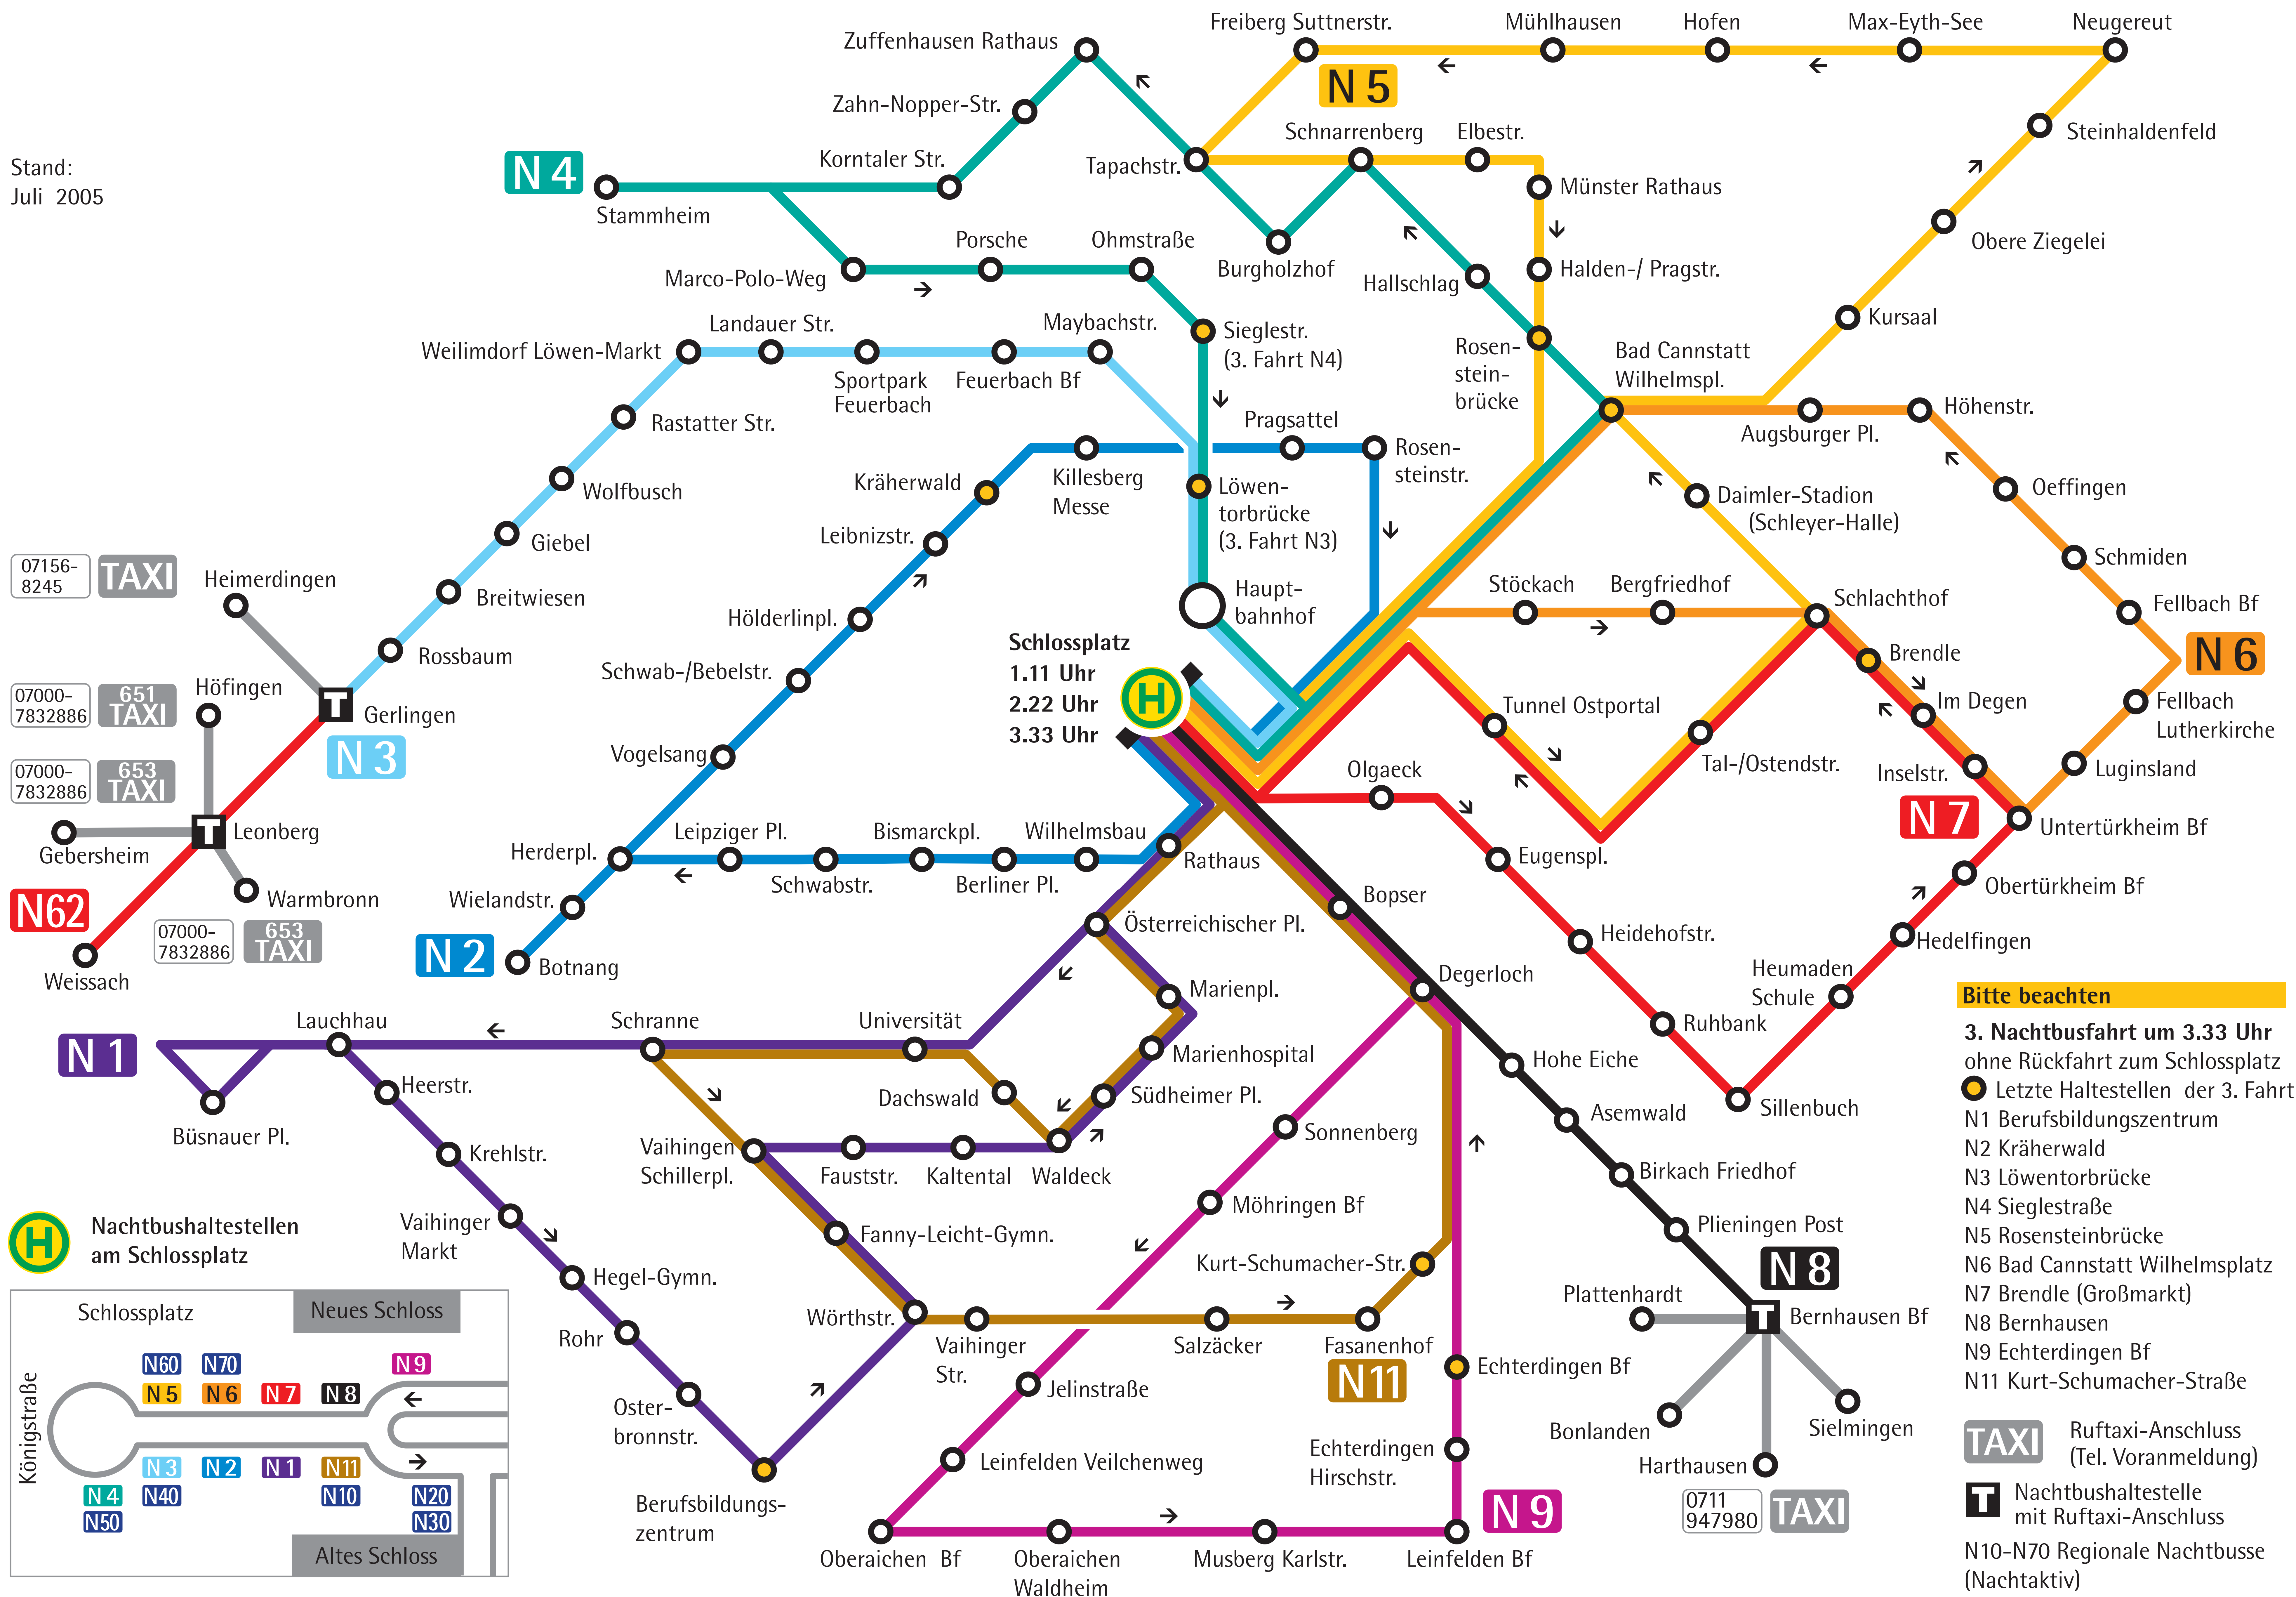 Freiberg Suttnerstr.
Mühlhausen
Hofen
Max-Eyth-See
Neugereut
Zuffenhausen Rathaus
N 5
Zahn-Nopper-Str.
Schnarrenberg
Elbestr.
Steinhaldenfeld
Stand:
Juli 2005
N 4
Korntaler Str.
Tapachstr.
Münster Rathaus
Stammheim
Porsche
Ohmstraße
Obere Ziegelei
Marco-Polo-Weg
Burgholzhof
Hallschlag
Halden-/ Pragstr.
Landauer Str.
Maybachstr.
Sieglestr.
(3. Fahrt N4)
Kursaal
Weilimdorf Löwen-Markt
Sportpark
Feuerbach
Feuerbach Bf
Rosen-
stein-
brücke
Bad Cannstatt
Wilhelmspl.
Rastatter Str.
Pragsattel
Augsburger Pl.
Höhenstr.
Wolfbusch
Kräherwald
Killesberg
Messe
Rosen-
steinstr.
Löwen-
torbrücke
(3. Fahrt N3)
Daimler-Stadion
(Schleyer-Halle)
Oeffingen
Giebel
Leibnizstr.
Schmiden
07156-
8245
TAXI
Heimerdingen
Breitwiesen
Haupt-
bahnhof
Stöckach
Bergfriedhof
Schlachthof
Fellbach Bf
Hölderlinpl.
Rossbaum
Schlossplatz
1.11 Uhr
2.22 Uhr
3.33 Uhr
H
Brendle
N 6
Schwab-/Bebelstr.
07000-
7832886
651
TAXI
Höfingen
T
Gerlingen
N 3
Tunnel Ostportal
Im Degen
Fellbach
Lutherkirche
Vogelsang
07000-
7832886
653
TAXI
Olgaeck
Tal-/Ostendstr.
Inselstr.
Luginsland
N 7
T
Leonberg
Gebersheim
Herderpl.
Leipziger Pl.
Bismarckpl.
Wilhelmsbau
Rathaus
Schwabstr.
Berliner Pl.
Eugenspl.
Untertürkheim Bf
Warmbronn
N62
07000-
7832886
653
TAXI
Wielandstr.
Bopser
Obertürkheim Bf
Österreichischer Pl.
Heidehofstr.
Hedelfingen
N 2
Botnang
Weissach
Degerloch
Heumaden
Schule
Marienpl.
Bitte beachten
Lauchhau
Schranne
Universität
Ruhbank
N 1
Marienhospital
Hohe Eiche
3. Nachtbusfahrt um 3.33 Uhr
ohne Rückfahrt zum Schlossplatz
Letzte Haltestellen der 3. Fahrt
N1 Berufsbildungszentrum
N2 Kräherwald
N3 Löwentorbrücke
N4 Sieglestraße
N5 Rosensteinbrücke
N6 Bad Cannstatt Wilhelmsplatz
N7 Brendle (Großmarkt)
N8 Bernhausen
N9 Echterdingen Bf
N11 Kurt-Schumacher-Straße
Heerstr.
Dachswald
Südheimer Pl.
Asemwald
Sillenbuch
Büsnauer Pl.
Krehlstr.
Vaihingen
Schillerpl.
Fauststr.
Kaltental
Waldeck
Sonnenberg
Birkach Friedhof
H
Nachtbushaltestellen
am Schlossplatz
Vaihinger
Markt
Fanny-Leicht-Gymn.
Möhringen Bf
Plieningen Post
Hegel-Gymn.
Kurt-Schumacher-Str.
N 8
Plattenhardt
T
Bernhausen Bf
Schlossplatz
Neues Schloss
Rohr
Wörthstr.
Vaihinger
Str.
Salzäcker
Fasanenhof
N11
Echterdingen Bf
Königstraße
N60
N70
N 9
N 5
N 6
N 7
N 8
Jelinstraße
Oster-
bronnstr.
Bonlanden
Sielmingen
TAXI
Ruftaxi-Anschluss
(Tel. Voranmeldung)
N 3
N 2
N 1
N11
N 4
N40
N10
N20
N50
N30
Leinfelden Veilchenweg
Echterdingen
Hirschstr.
Harthausen
T
Nachtbushaltestelle
mit Ruftaxi-Anschluss
Berufsbildungs-
zentrum
N 9
0711
947980
TAXI
Altes Schloss
Oberaichen Bf
Oberaichen
Waldheim
Musberg Karlstr.
Leinfelden Bf
N10-N70 Regionale Nachtbusse
(Nachtaktiv)